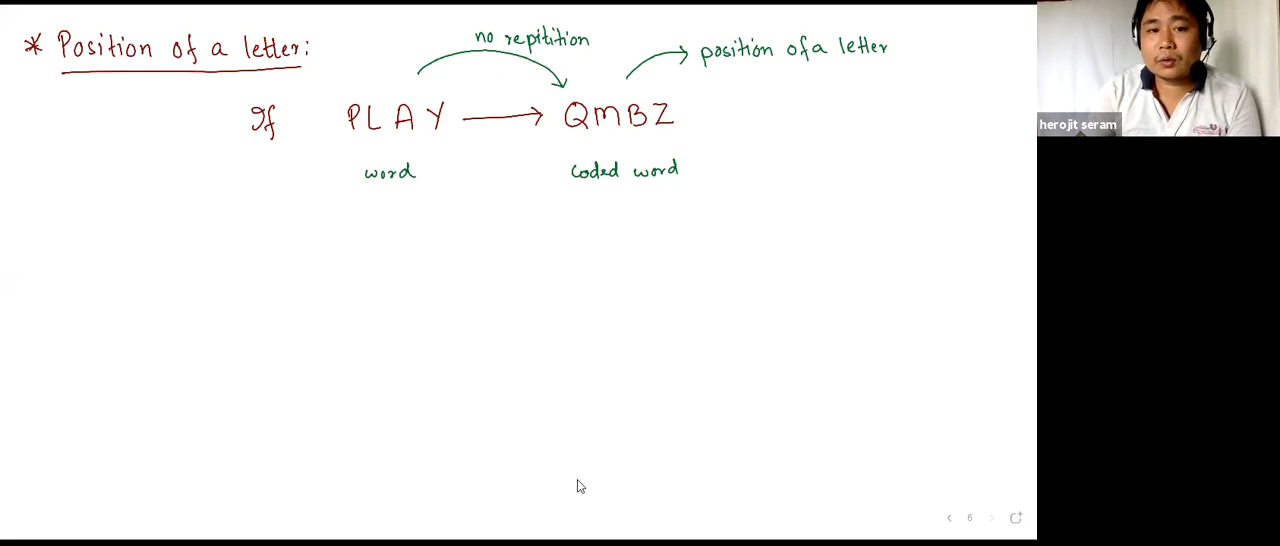 * Position of a letter:
no repitition
position of a letter
If PLAY → QMBZ
word
coded word
herojit seram
6